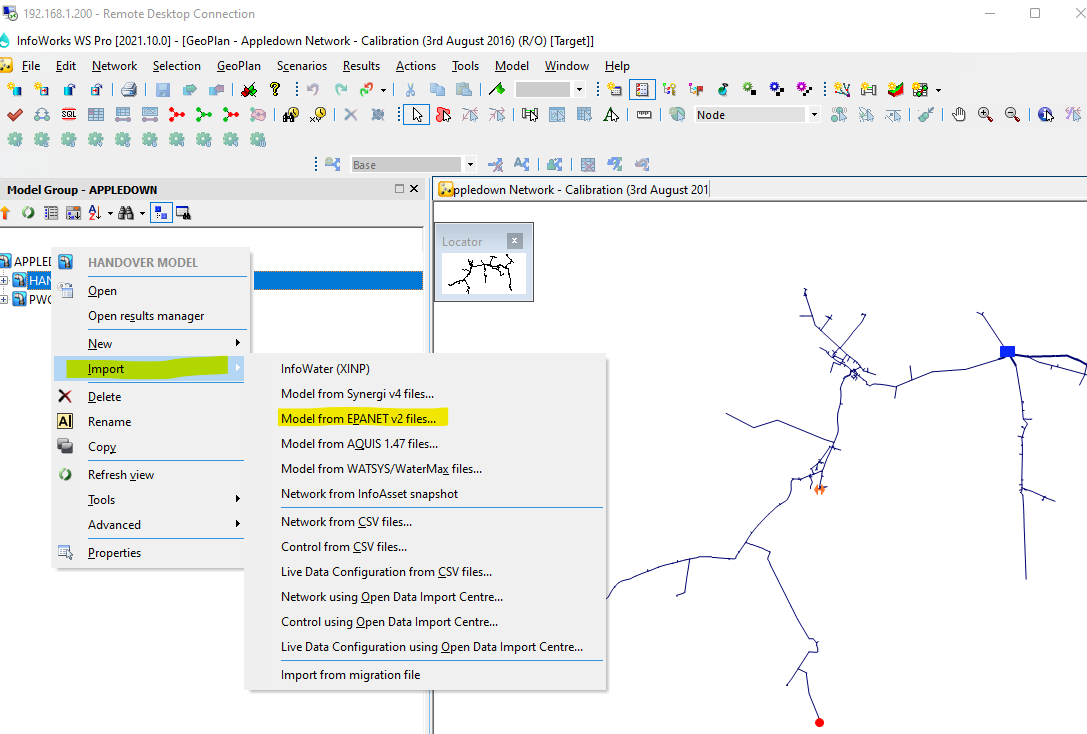 192.168.1.200 - Remote Desktop Connection
InfoWorks WS Pro [2021.10.0] - [GeoPlan - Appledown Network - Calibration (3rd August 2016) (R/O) [Target]]
File Edit Network Selection GeoPlan Scenarios Results Actions Tools Model Window Help
SQL
Node
Base
Model Group - APPLEDOWN
ppledown Network - Calibration (3rd August 201
Locator
APPLED
HAN
PWC
HANDOVER MODEL
Open
Open results manager
New
Import
Delete
Rename
Copy
Refresh view
Tools
Advanced
Properties
InfoWater (XINP)
Model from Synergi v4 files...
Model from EPANET v2 files...
Model from AQUIS 1.47 files...
Model from WATSYS/WaterMax files...
Network from InfoAsset snapshot
Network from CSV files...
Control from CSV files...
Live Data Configuration from CSV files...
Network using Open Data Import Centre...
Control using Open Data Import Centre...
Live Data Configuration using Open Data Import Centre...
Import from migration file